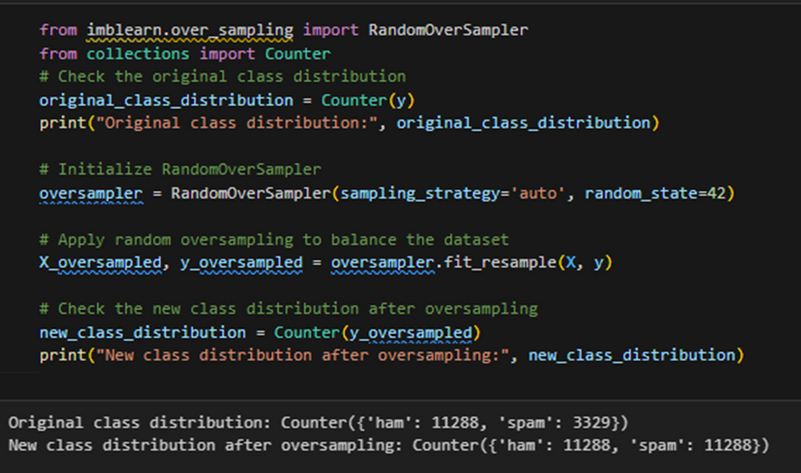 from imblearn.over_sampling import RandomOverSampler
from collections import Counter
# Check the original class distribution
original_class_distribution = Counter(y)
print("Original class distribution:", original_class_distribution)
# Initialize RandomOverSampler
oversampler = RandomOverSampler(sampling_strategy='auto', random_state=42)
# Apply random oversampling to balance the dataset
X_oversampled, y_oversampled = oversampler.fit_resample(X, y)
# Check the new class distribution after oversampling
new_class_distribution = Counter(y_oversampled)
print("New class distribution after oversampling:", new_class_distribution)
Original class distribution: Counter({'ham': 11288, 'spam': 3329})
New class distribution after oversampling: Counter({'ham': 11288, 'spam': 11288})